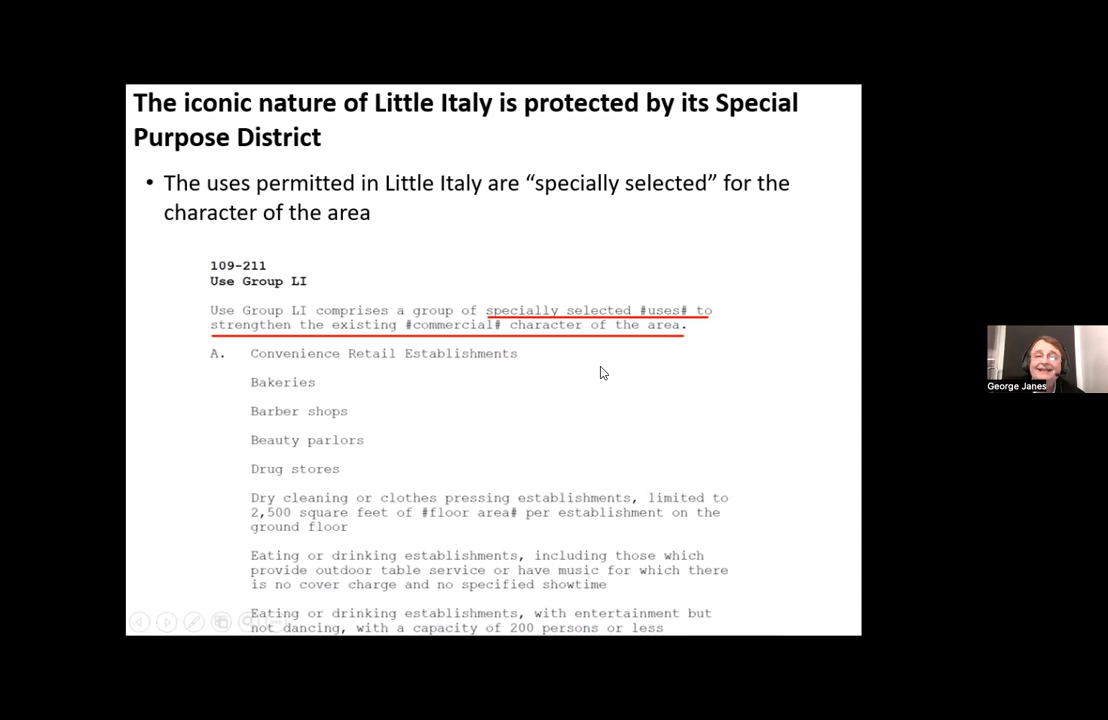 The iconic nature of Little Italy is protected by its Special
Purpose District
• The uses permitted in Little Italy are “specially selected” for the
character of the area
109-211
Use Group LI
Use Group LI comprises a group of specially selected #uses# to
strengthen the existing #commercial# character of the area.
A. Convenience Retail Establishments
Bakeries
Barber shops
Beauty parlors
Drug stores
Dry cleaning or clothes pressing establishments, limited to
2,500 square feet of #floor area# per establishment on the
ground floor
Eating or drinking establishments, including those which
provide outdoor table service or have music for which there
is no cover charge and no specified showtime
Eating or drinking establishments, with entertainment but
not dancing, with a capacity of 200 persons or less
George Janes